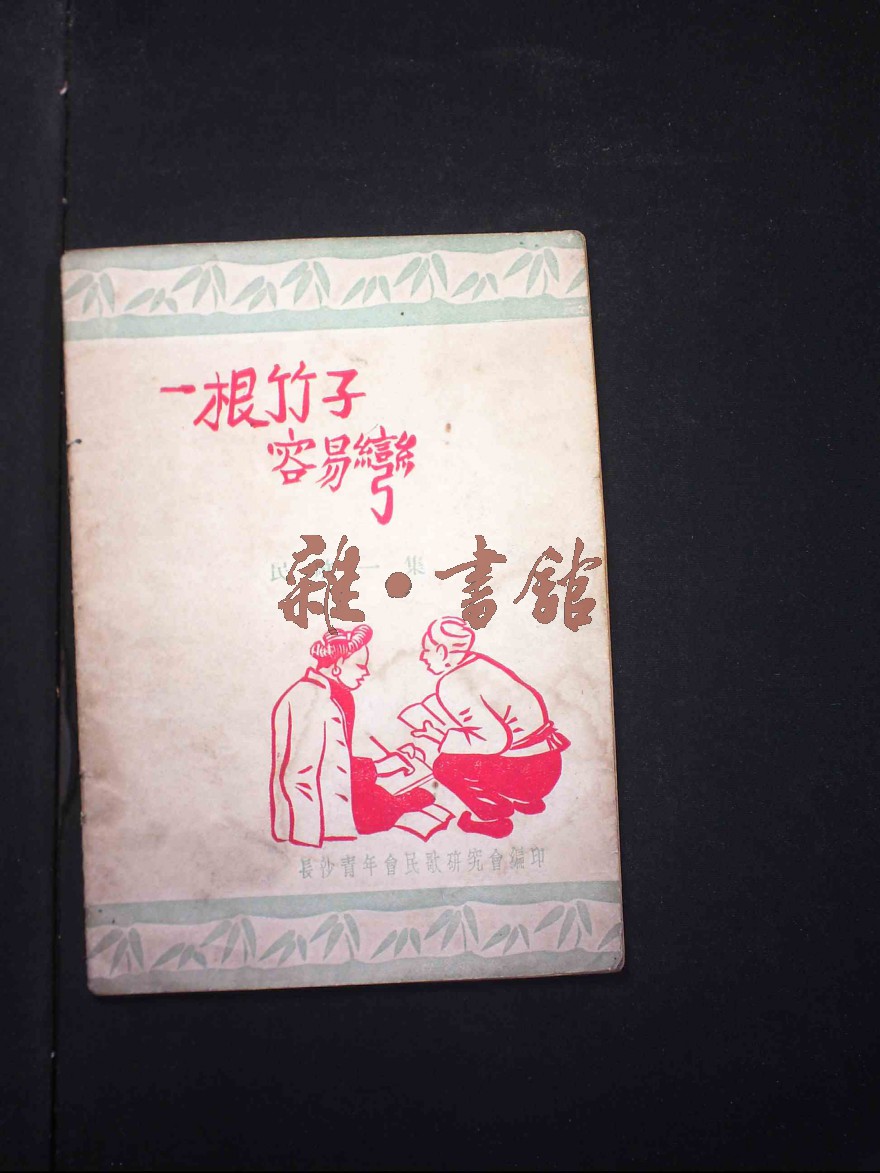 一根竹子
容易彎
民 一集
雜·書館
長沙青年會民歌研究會編印